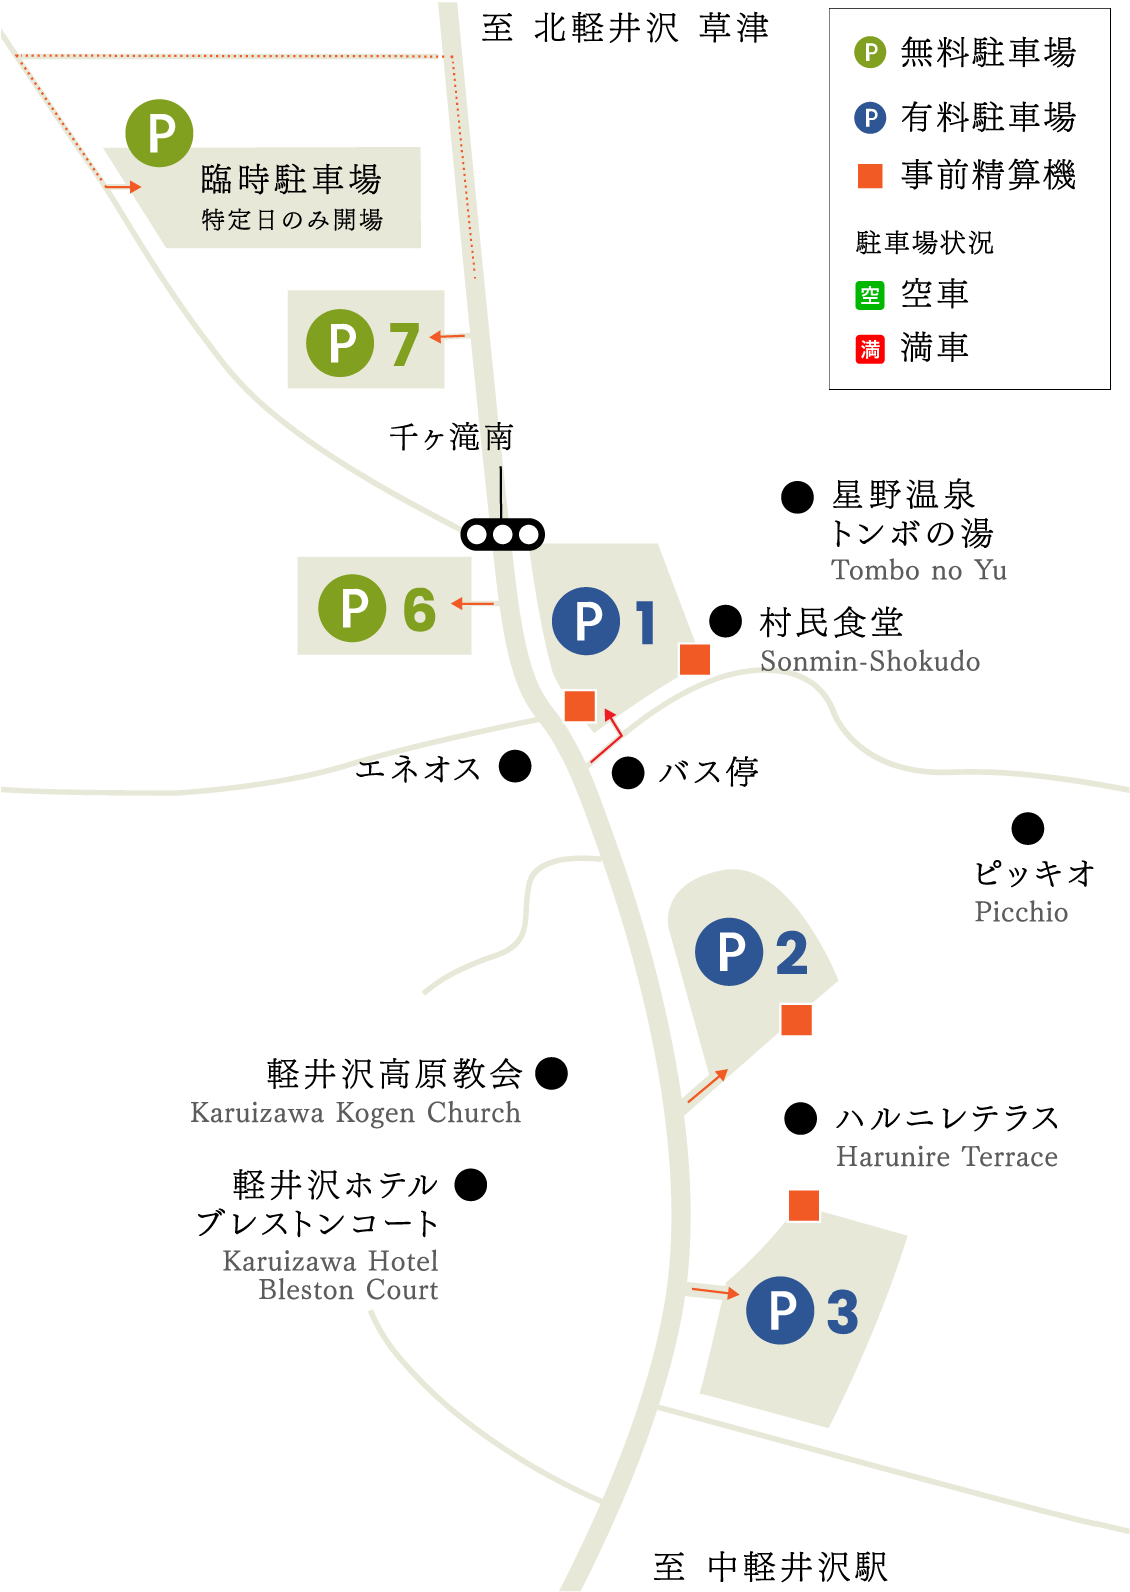 至 北軽井沢 草津
P 無料駐車場
P 有料駐車場
事前精算機
駐車場状況
空 空車
満 満車
P
臨時駐車場
特定日のみ開場
P 7
千ヶ滝南
星野温泉
トンボの湯
Tombo no Yu
P 6
P 1
村民食堂
Sonmin-Shokudo
エネオス
バス停
ピッキオ
Picchio
P 2
軽井沢高原教会
Karuizawa Kogen Church
ハルニレテラス
Harunire Terrace
軽井沢ホテル
ブレストンコート
Karuizawa Hotel
Bleston Court
P 3
至 中軽井沢駅